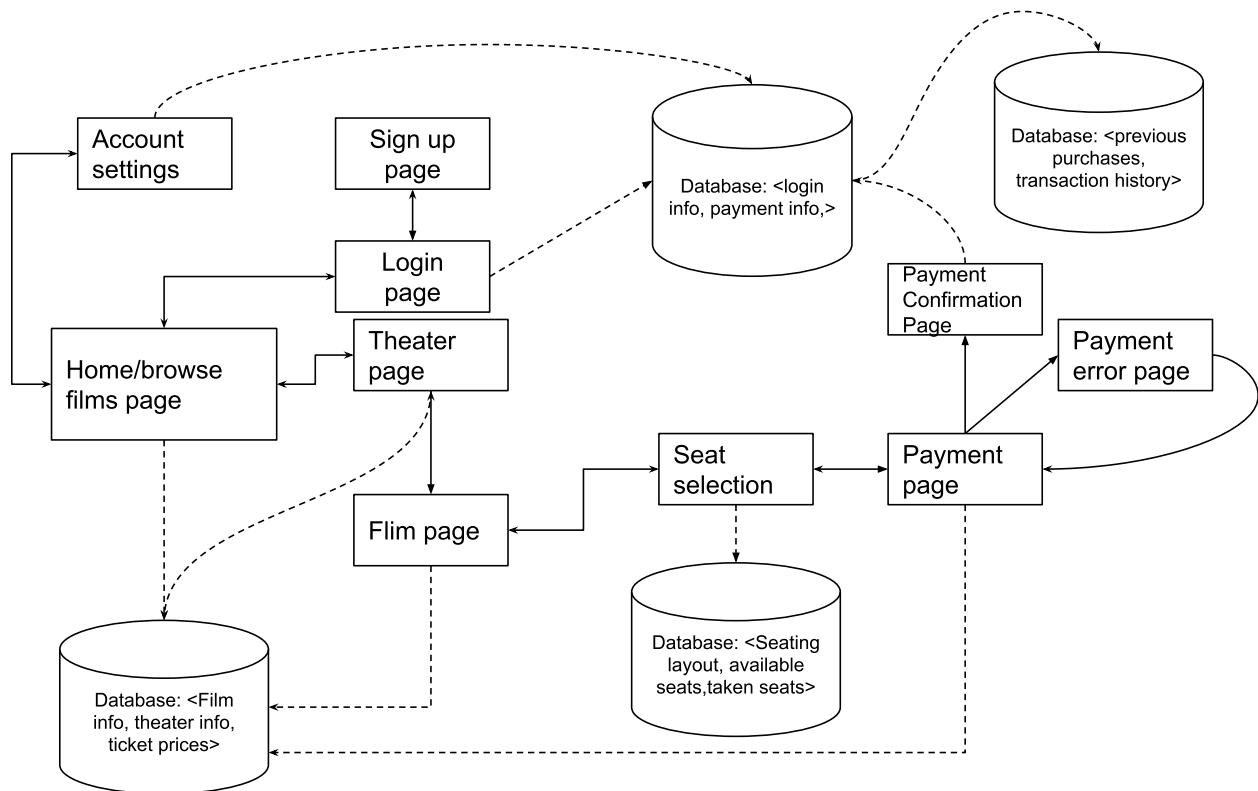 Account
settings
Sign up
page
Database: <login
info, payment info,>
Database: <previous
purchases,
transaction history>
Login
page
Payment
Confirmation
Page
Home/browse
films page
Theater
page
Payment
error page
Flim page
Seat
selection
Payment
page
Database: <Film
info, theater info,
ticket prices>
Database: <Seating
layout, available
seats,taken seats>